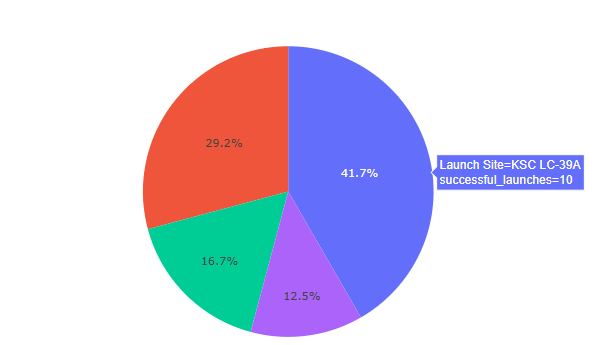 29.2%
41.7%
Launch Site=KSC LC-39A
successful_launches=10
16.7%
12.5%